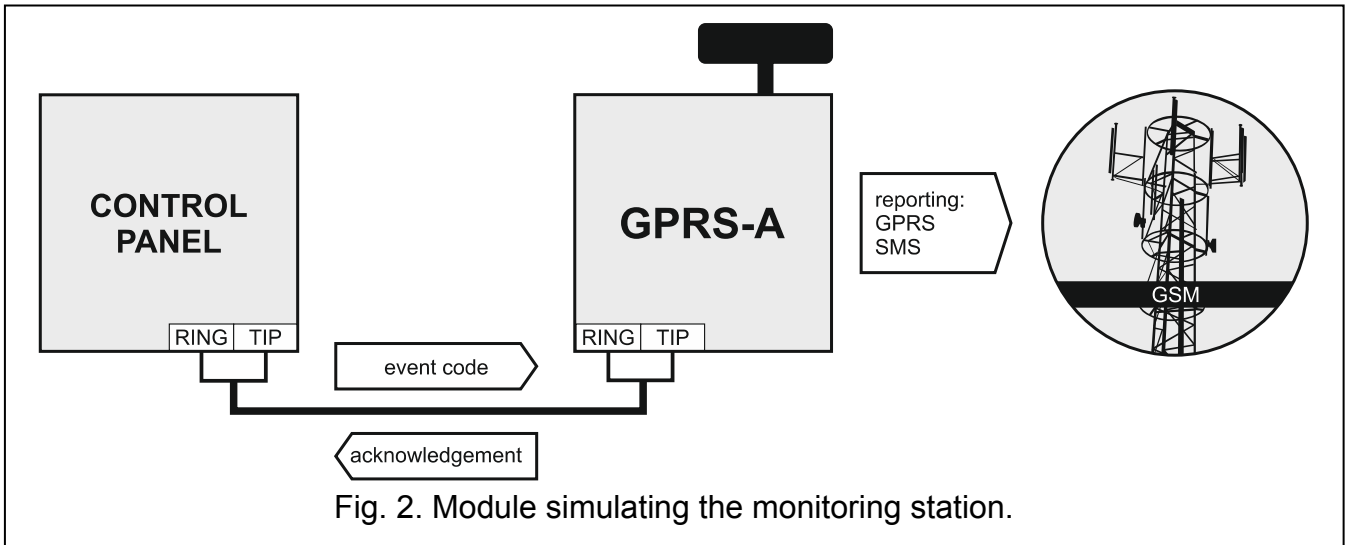 CONTROL
PANEL
RING TIP
event code
acknowledgement
GPRS-A
RING TIP
reporting:
GPRS
SMS
GSM
Fig. 2. Module simulating the monitoring station.